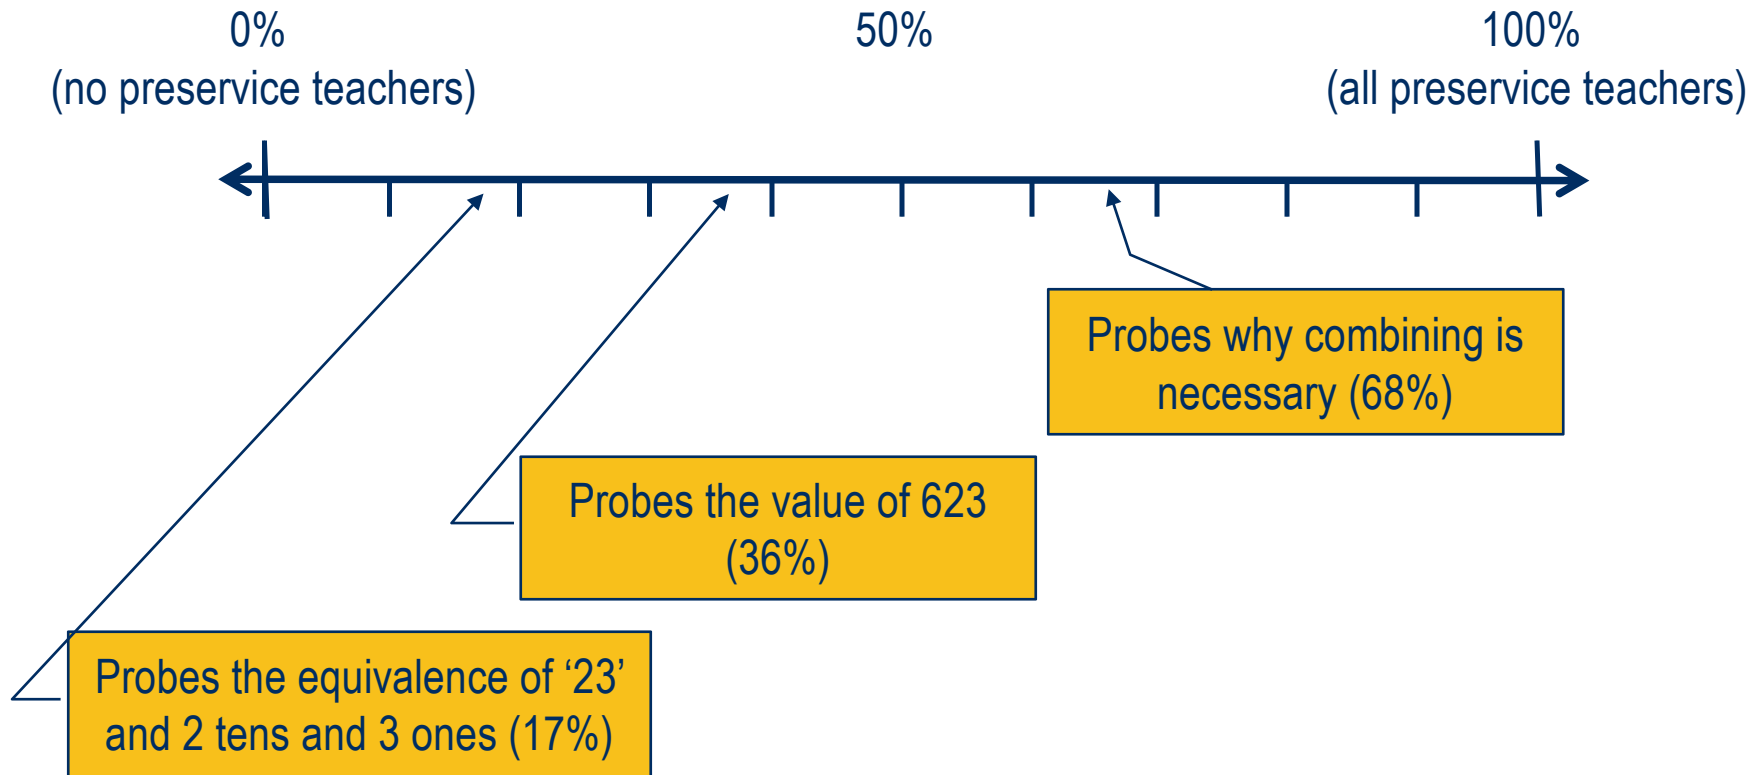 0%
50%
100%
(no preservice teachers)
(all preservice teachers)
Probes why combining is
necessary (68%)
Probes the value of 623
(36%)
Probes the equivalence of ‘23’
and 2 tens and 3 ones (17%)